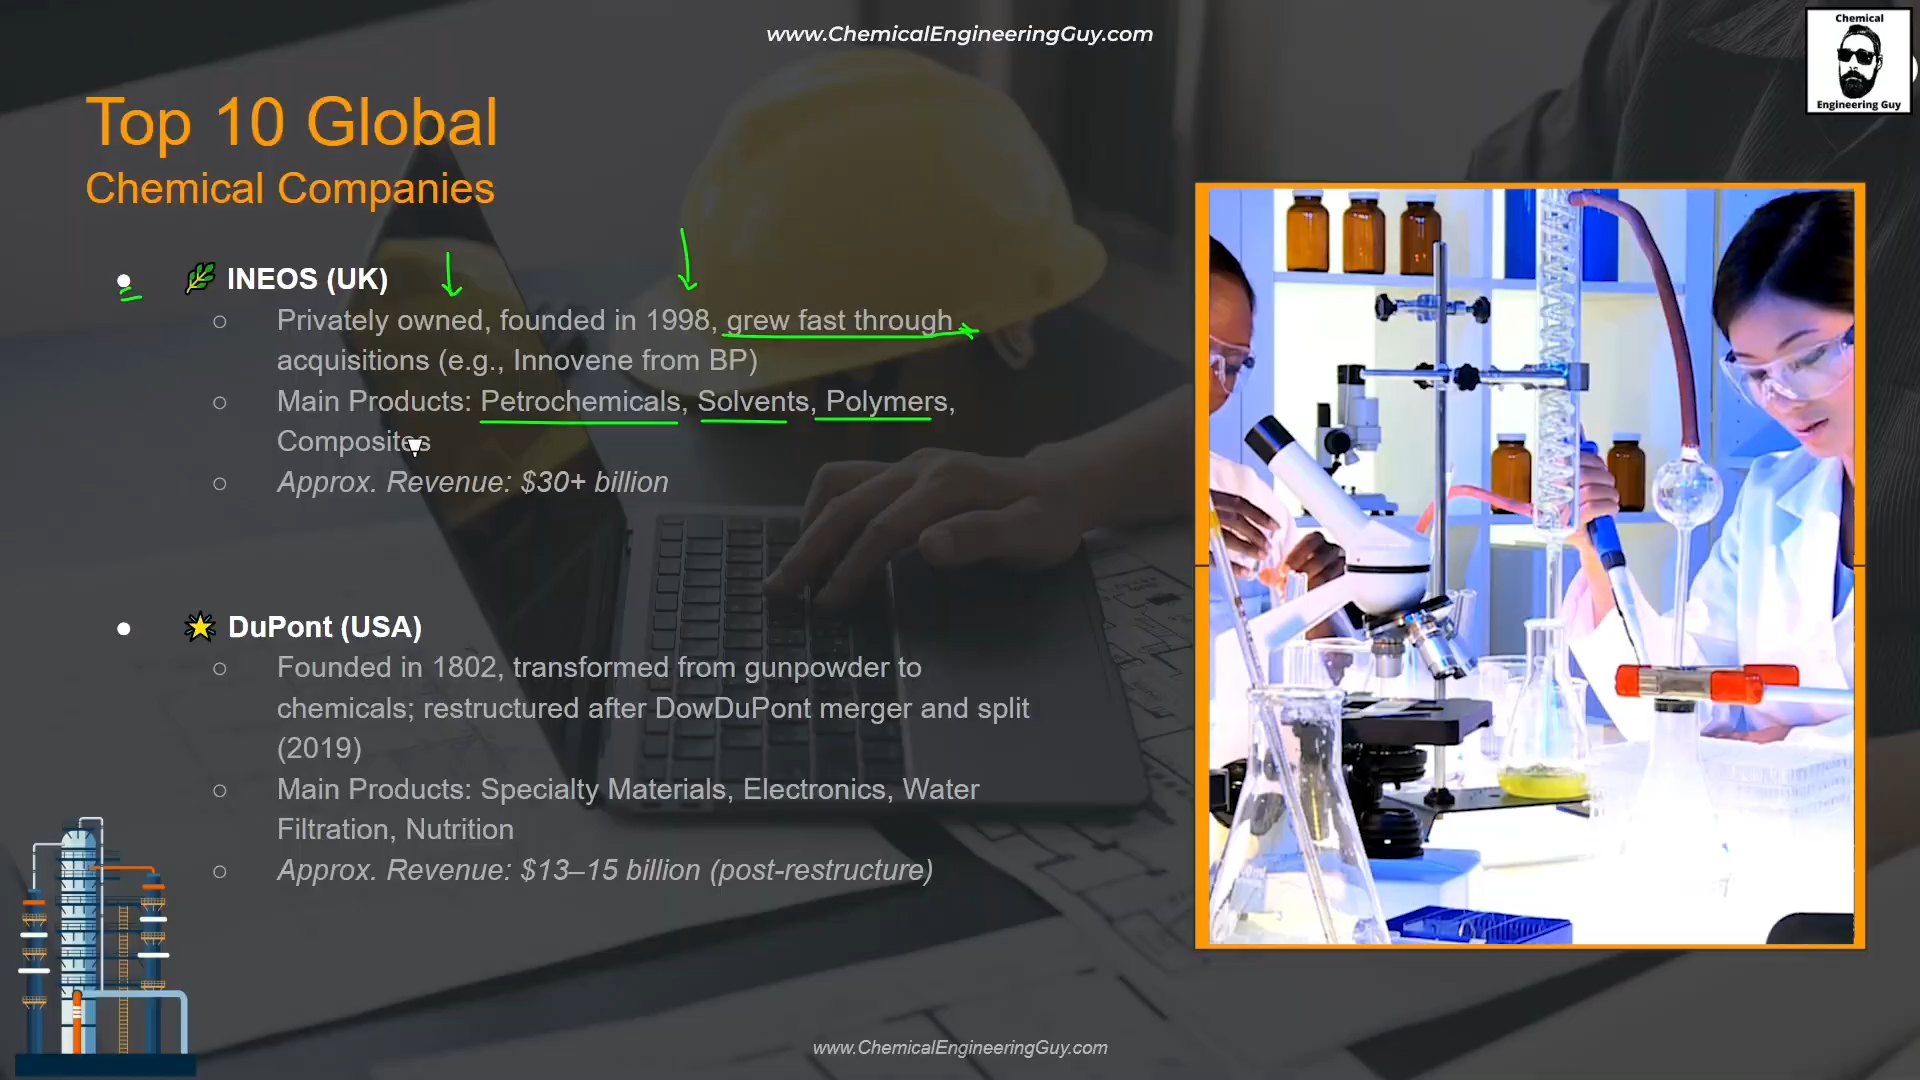 www.ChemicalEngineeringGuy.com
Chemical
Engineering Guy
Top 10 Global
Chemical Companies
INEOS (UK)
Privately owned, founded in 1998, grew fast through
acquisitions (e.g., Innovene from BP)
Main Products: Petrochemicals, Solvents, Polymers,
Composites
Approx. Revenue: $30+ billion
DuPont (USA)
Founded in 1802, transformed from gunpowder to
chemicals; restructured after DowDuPont merger and split
(2019)
Main Products: Specialty Materials, Electronics, Water
Filtration, Nutrition
Approx. Revenue: $13–15 billion (post-restructure)
www.ChemicalEngineeringGuy.com